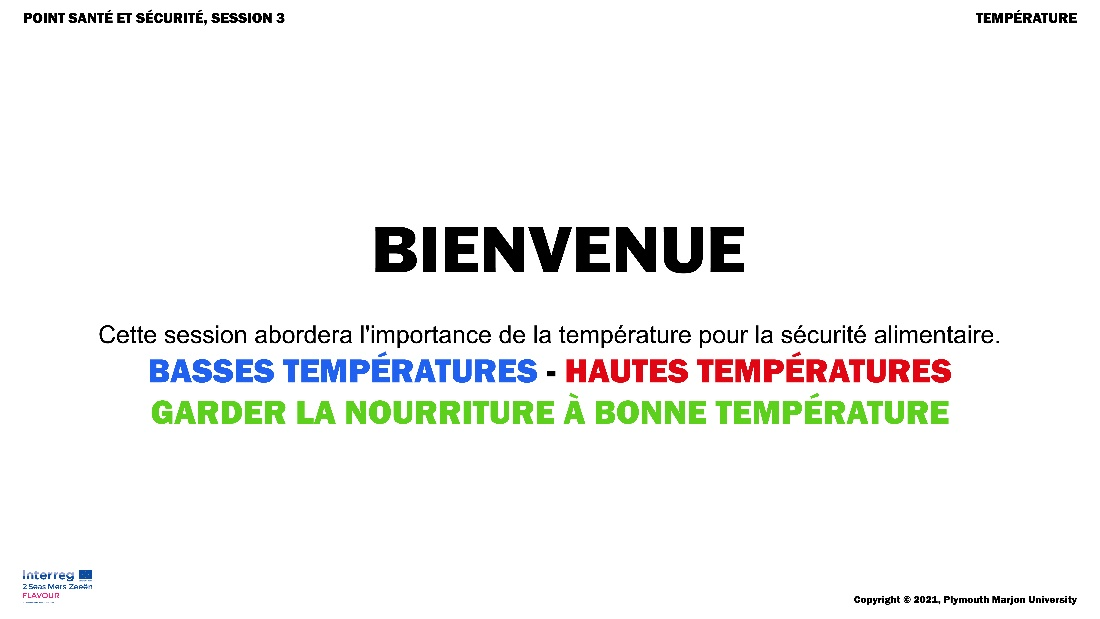 POINT SANTÉ ET SÉCURITÉ, SESSION 3
TEMPÉRATURE
BIENVENUE
Cette session abordera l'importance de la température pour la sécurité alimentaire.
BASSES TEMPÉRATURES - HAUTES TEMPÉRATURES
GARDER LA NOURRITURE À BONNE TEMPÉRATURE
Interreg
2 Seas Mers Zeeën
FLAVOUR
Copyright © 2021, Plymouth Marjon University